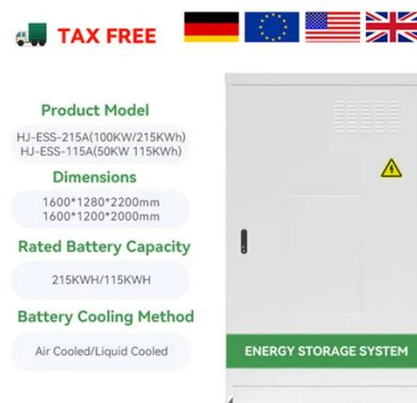 TAX FREE
Product Model
HJ-ESS-215A(100KW/215KWh)
HJ-ESS-115A(50KW 115KWh)
Dimensions
1600*1280*2200mm
1600*1200*2000mm
Rated Battery Capacity
215KWH/115KWH
Battery Cooling Method
Air Cooled/Liquid Cooled
ENERGY STORAGE SYSTEM